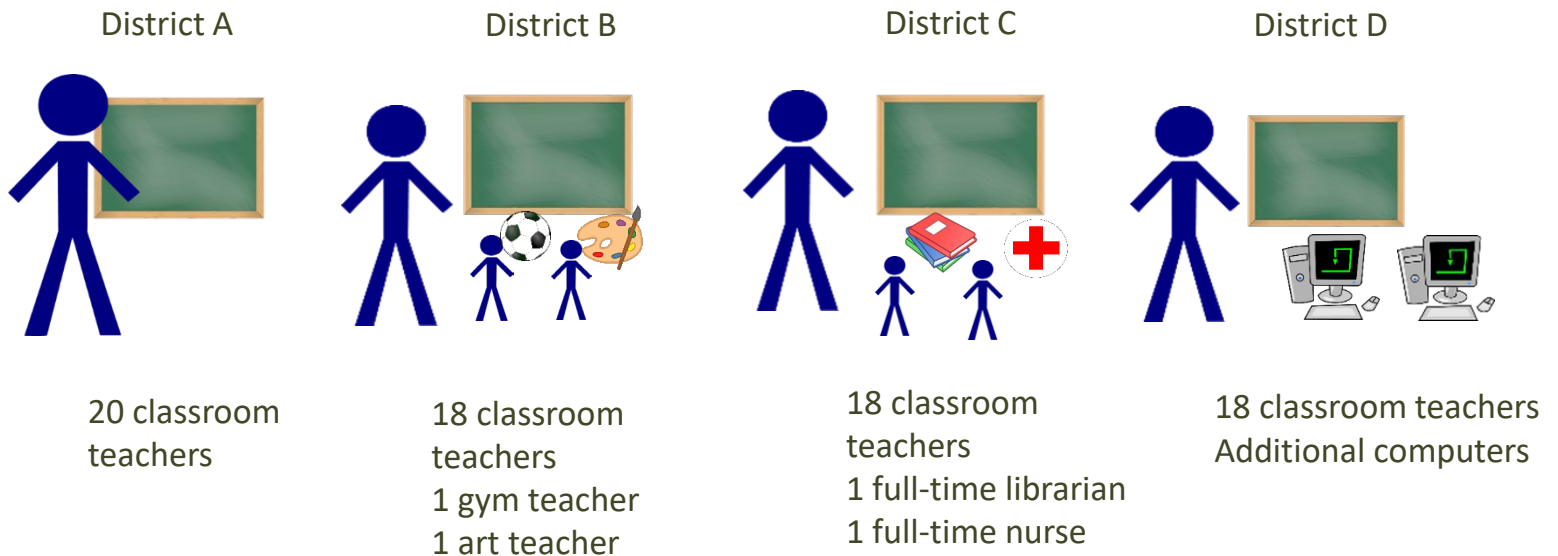 District A
District B
District C
District D
20 classroom
teachers
18 classroom
teachers
1 gym teacher
1 art teacher
18 classroom
teachers
1 full-time librarian
1 full-time nurse
18 classroom teachers
Additional computers